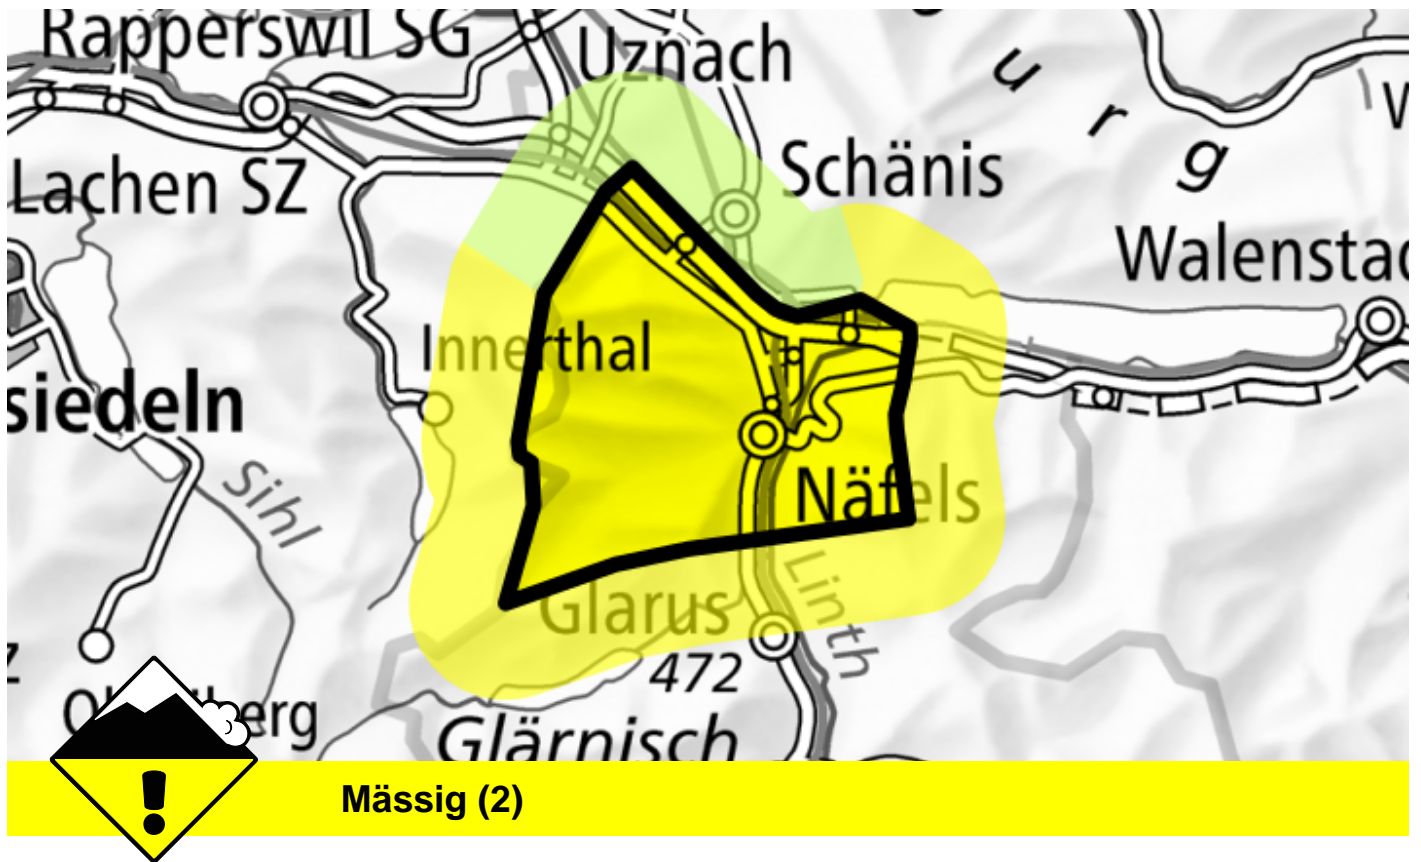 Rapperswil SG
Uznach
u
r
g
Schänis
Lachen SZ
Walenstad
Innerthal
siedeln
Näfels
Sihl
Linth
Glarus
472
Glärnisch
Mässig (2)